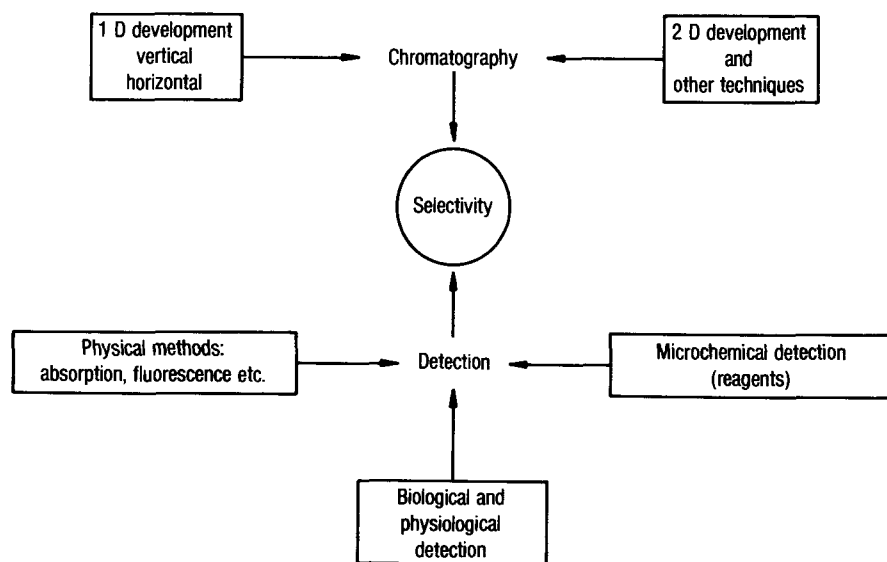 1 D development
vertical
horizontal
Chromatography
2 D development
and
other techniques
Selectivity
Physical methods:
absorption, fluorescence etc.
Detection
Microchemical detection
(reagents)
Biological and
physiological
detection